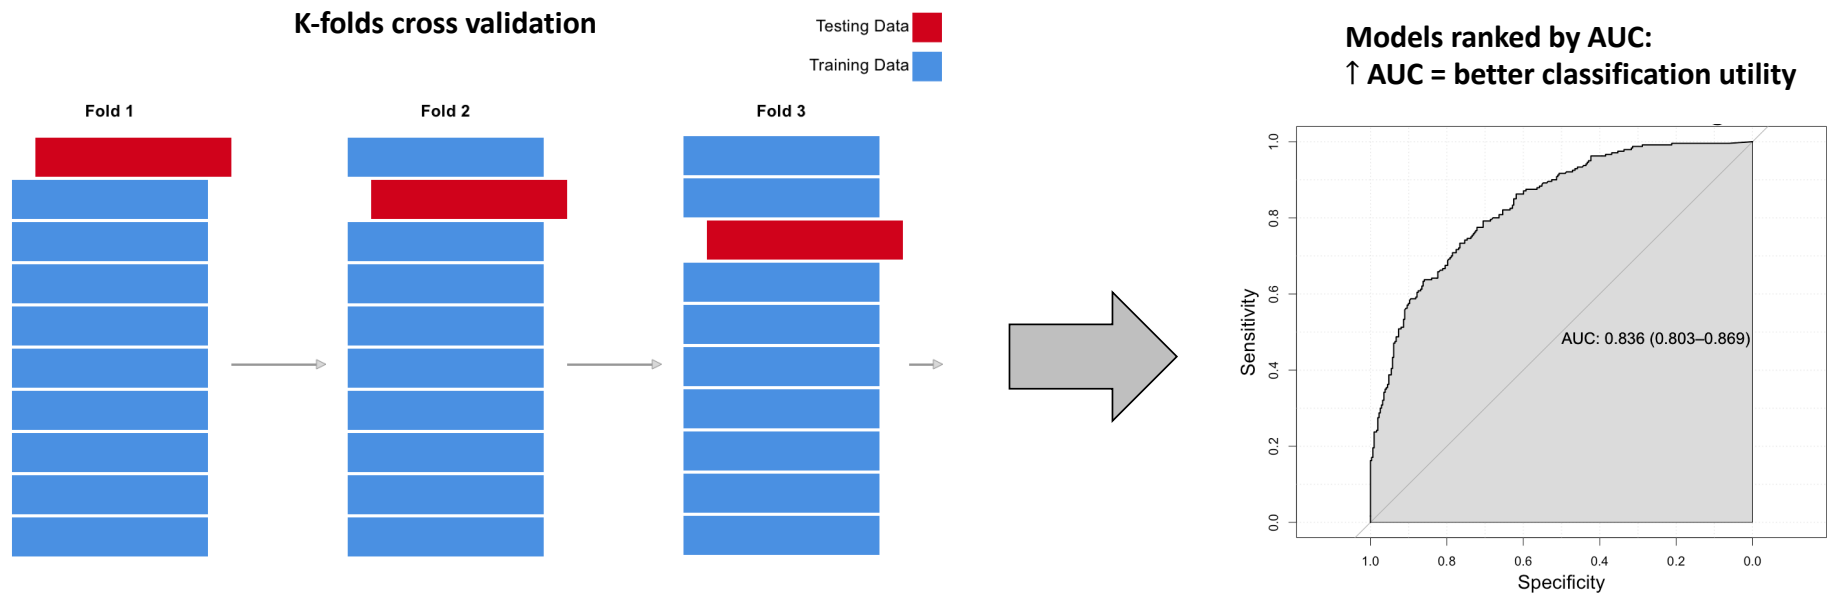 K-folds cross validation
Testing Data
Training Data
Fold 1
Fold 2
Fold 3
Models ranked by AUC:
↑ AUC = better classification utility
Sensitivity
1.0
0.8
0.6
0.4
0.2
0.0
AUC: 0.836 (0.803–0.869)
1.0 0.8 0.6 0.4 0.2 0.0
Specificity